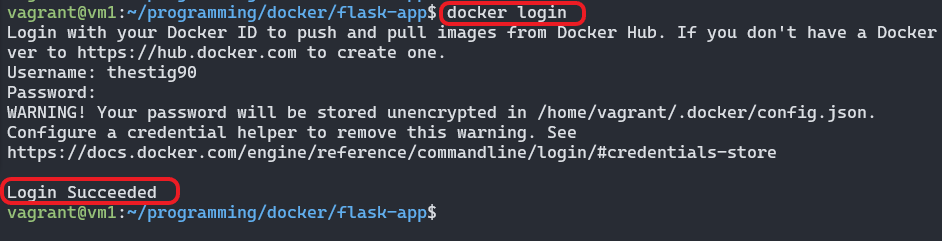 vagrant@vm1:~/programming/docker/flask-app$ docker login
Login with your Docker ID to push and pull images from Docker Hub. If you don't have a Docker
ver to https://hub.docker.com to create one.
Username: thestig90
Password:
WARNING! Your password will be stored unencrypted in /home/vagrant/.docker/config.json.
Configure a credential helper to remove this warning. See
https://docs.docker.com/engine/reference/commandline/login/#credentials-store
Login Succeeded
vagrant@vm1:~/programming/docker/flask-app$